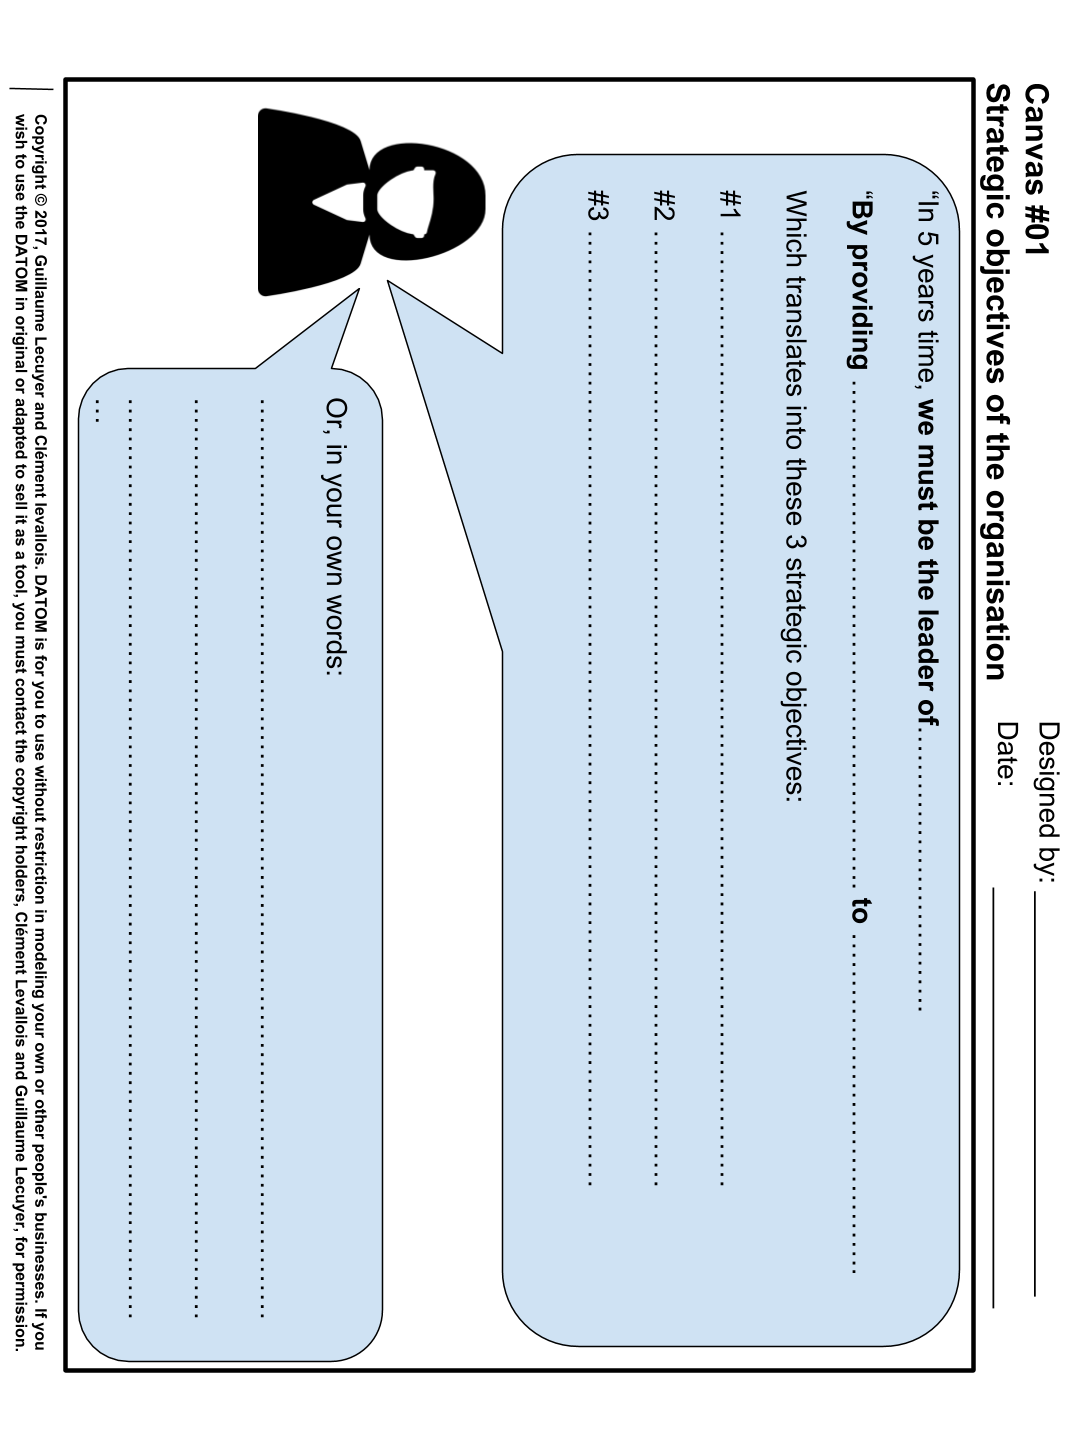 Canvas #01
Strategic objectives of the organisation
Designed by:
Date:
“In 5 years time, we must be the leader of..............................
“By providing ...................................................... to ....................................
Which translates into these 3 strategic objectives:
#1 ....................................................................................................
#2 ....................................................................................................
#3 ....................................................................................................
Or, in your own words:
..................................................................................................
..................................................................................................
..................................................................................................
...
Copyright © 2017, Guillaume Lecuyer and Clément levallois. DATOM is for you to use without restriction in modeling your own or other people's businesses. If you
wish to use the DATOM in original or adapted to sell it as a tool, you must contact the copyright holders, Clément Levallois and Guillaume Lecuyer, for permission.